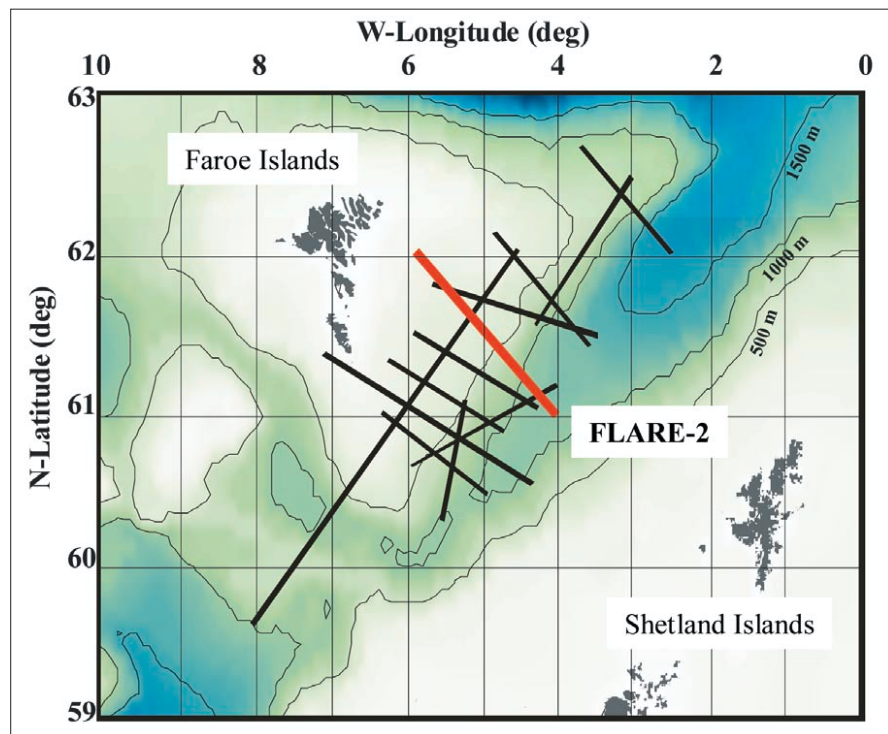 W-Longitude (deg)
10 8 6 4 2 0
63
Faroe Islands
1500 m
62
1000 m
500 m
N-Latitude (deg)
61
FLARE-2
60
Shetland Islands
59